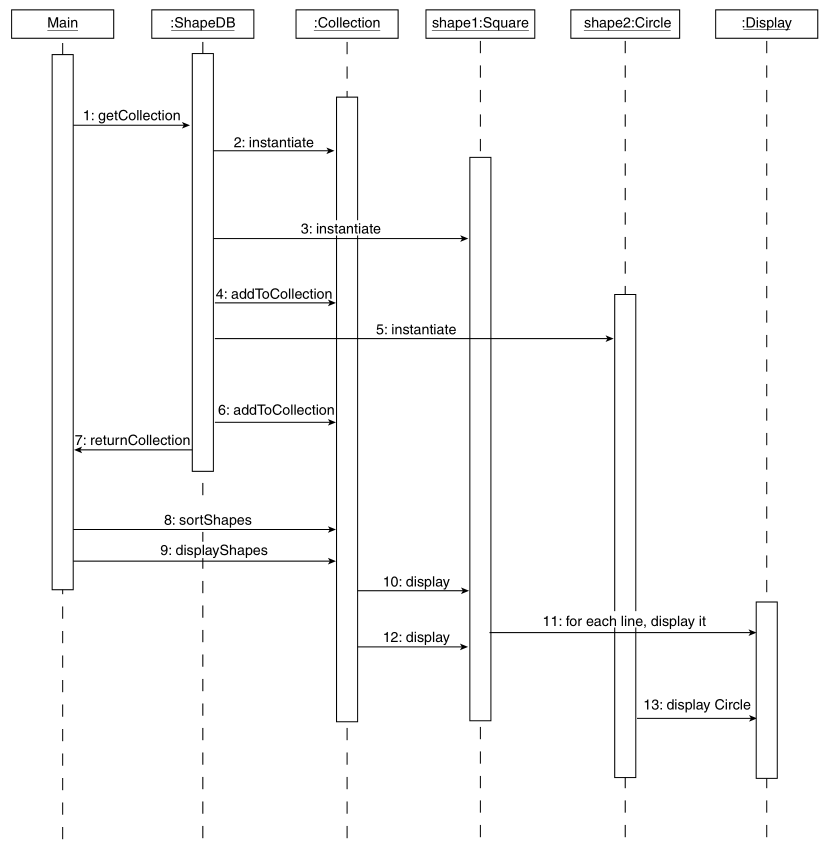 Main
:ShapeDB
:Collection
shape1:Square
shape2:Circle
:Display
1: getCollection
2: instantiate
3: instantiate
4: addToCollection
5: instantiate
6: addToCollection
7: returnCollection
8: sortShapes
9: displayShapes
10: display
11: for each line, display it
12: display
13: display Circle